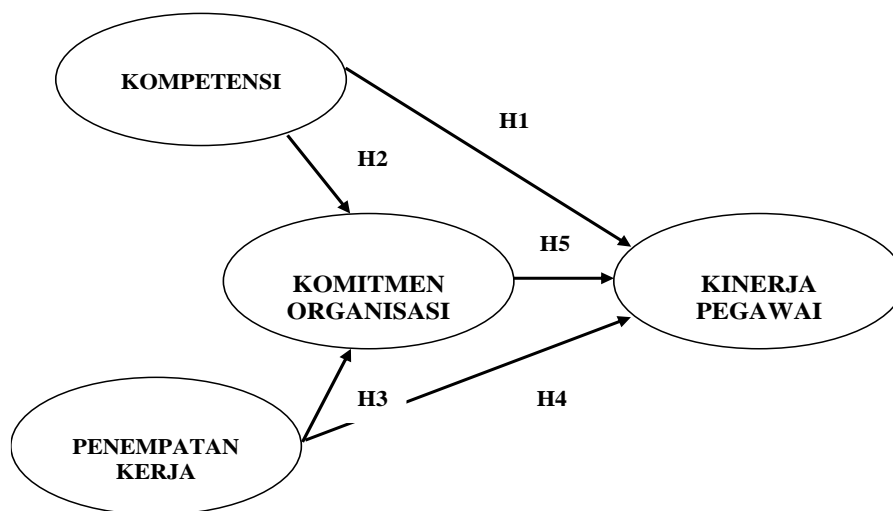 KOMPETENSI
H1
H2
H5
KOMITMEN
ORGANISASI
KINERJA
PEGAWAI
H3
H4
PENEMPATAN
KERJA